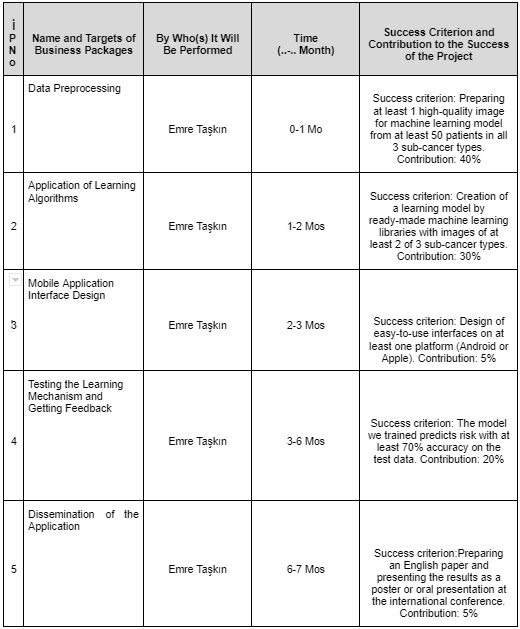 İ
P
N
o
Name and Targets of
Business Packages
By Who(s) It Will
Be Performed
Time
(..-.. Month)
Success Criterion and
Contribution to the Success
of the Project
1
Data Preprocessing
Emre Taşkın
0-1 Mo
Success criterion: Preparing
at least 1 high-quality image
for machine learning model
from at least 50 patients in all
3 sub-cancer types.
Contribution: 40%
2
Application of Learning
Algorithms
Emre Taşkın
1-2 Mos
Success criterion: Creation of
a learning model by
ready-made machine learning
libraries with images of at
least 2 of 3 sub-cancer types.
Contribution: 30%
3
Mobile Application
Interface Design
Emre Taşkın
2-3 Mos
Success criterion: Design of
easy-to-use interfaces on at
least one platform (Android or
Apple). Contribution: 5%
4
Testing the Learning
Mechanism and
Getting Feedback
Emre Taşkın
3-6 Mos
Success criterion: The model
we trained predicts risk with at
least 70% accuracy on the
test data. Contribution: 20%
5
Dissemination of the
Application
Emre Taşkın
6-7 Mos
Success criterion:Preparing
an English paper and
presenting the results as a
poster or oral presentation at
the international conference.
Contribution: 5%